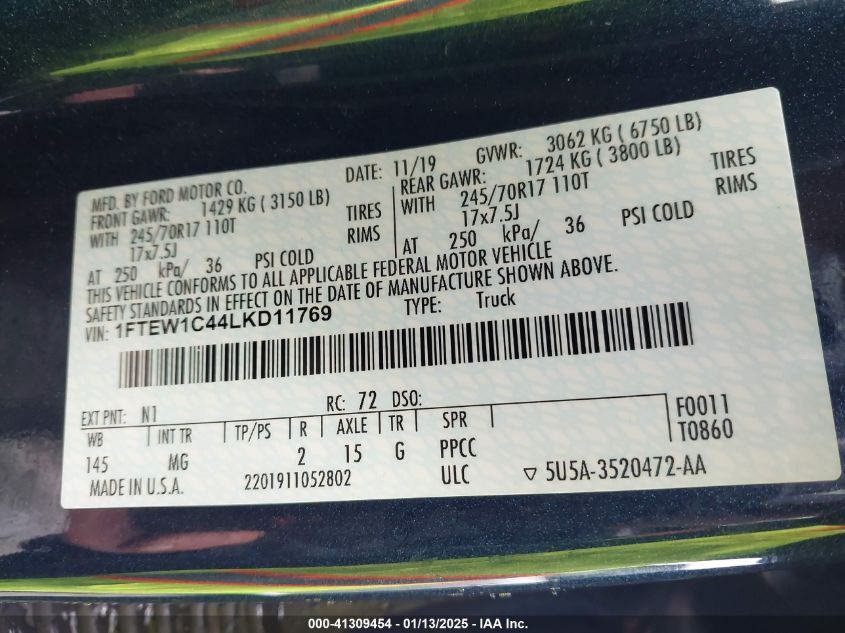 MFD. BY FORD MOTOR CO.
DATE: 11/19 GVWR: 3062 KG ( 6750 LB)
FRONT GAWR: 1429 KG ( 3150 LB)
REAR GAWR: 1724 KG ( 3800 LB)
WITH 245/70R17 110T TIRES
WITH 245/70R17 110T TIRES
17x7.5J RIMS
17x7.5J RIMS
AT 250 kPa/ 36 PSI COLD
AT 250 kPa/ 36 PSI COLD
THIS VEHICLE CONFORMS TO ALL APPLICABLE FEDERAL MOTOR VEHICLE
SAFETY STANDARDS IN EFFECT ON THE DATE OF MANUFACTURE SHOWN ABOVE.
VIN: 1FTEW1C44LKD11769 TYPE: Truck
EXT PNT: N1 RC: 72 DSO: F0011
WB INT TR TP/PS R AXLE TR SPR T0860
145 MG 2 15 G PPCC
MADE IN U.S.A. 2201911052802 ULC ▽ 5U5A-3520472-AA
000-41309454 - 01/13/2025 - IAA Inc.